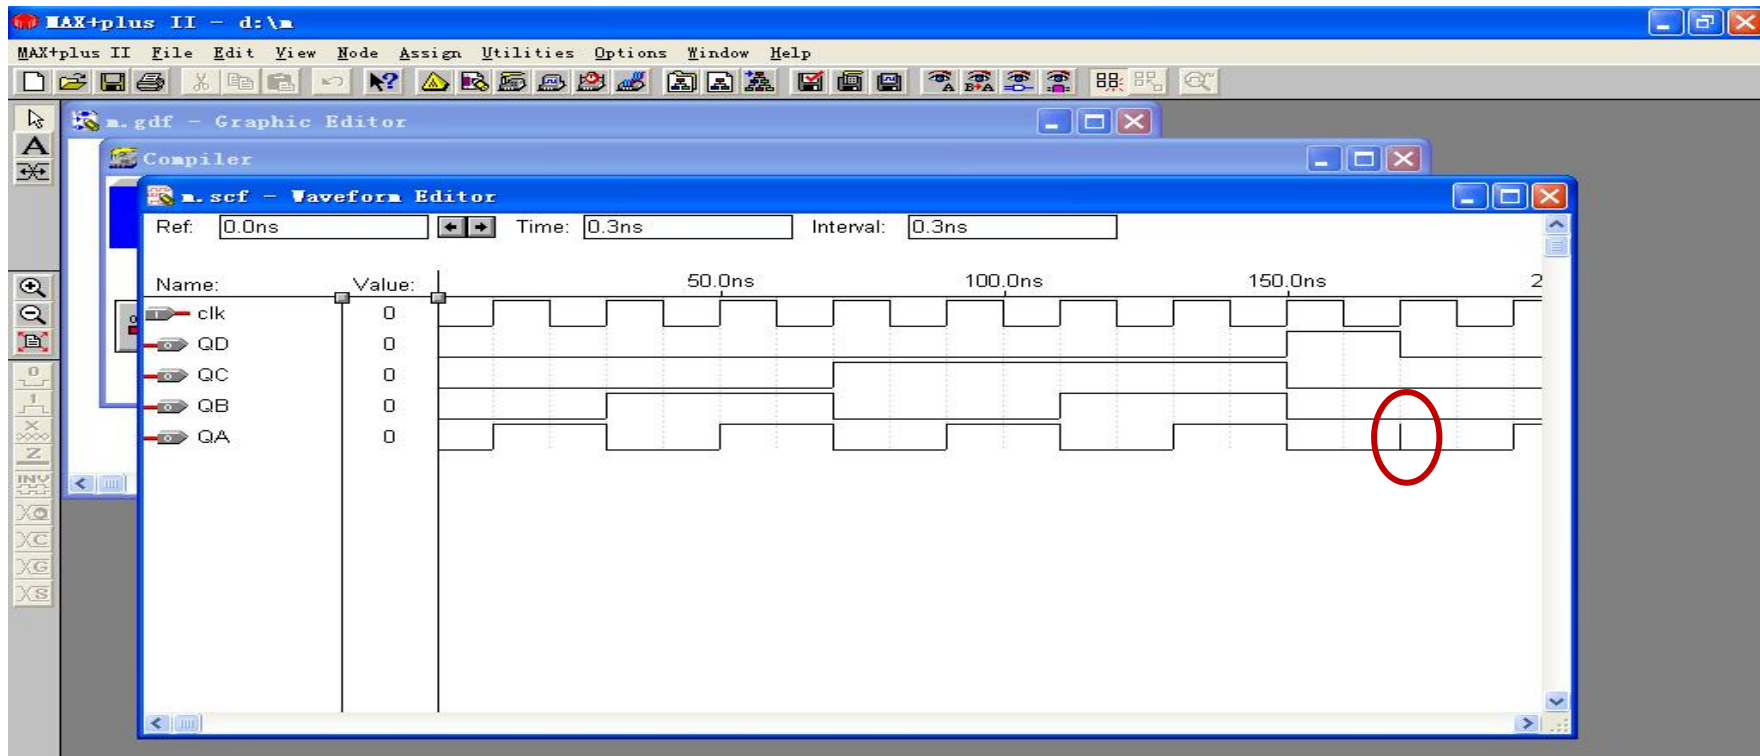 MAX+plus II - d:\m
MAX+plus II File Edit View Node Assign Utilities Options Window Help
m.gdf - Graphic Editor
Compiler
m.scf - Waveform Editor
Ref: 0.0ns Time: 0.3ns Interval: 0.3ns
50.0ns 100.0ns 150.0ns 2
Name: Value:
clk 0
QD 0
QC 0
QB 0
QA 0